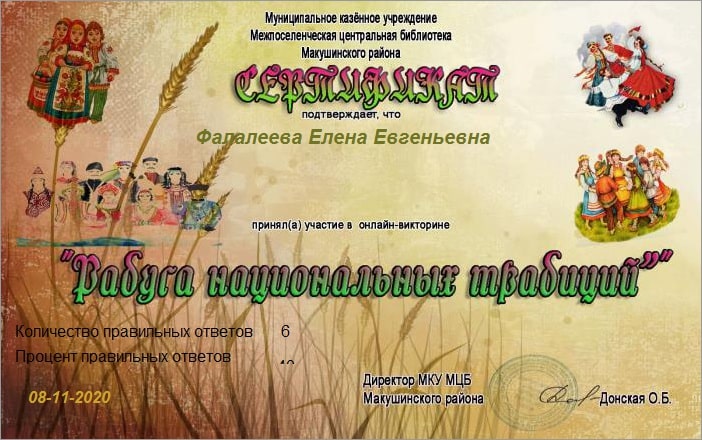 Муниципальное казённое учреждение
Межпоселенческая центральная библиотека
Макушинского района
СЕРТИФИКАТ
подтверждает, что
Фалалеева Елена Евгеньевна
принял(а) участие в онлайн-викторине
"Радуга национальных традиций""
Количество правильных ответов 6
Процент правильных ответов
08-11-2020
Директор МКУ МЦБ
Макушинского района
Донская О.Б.